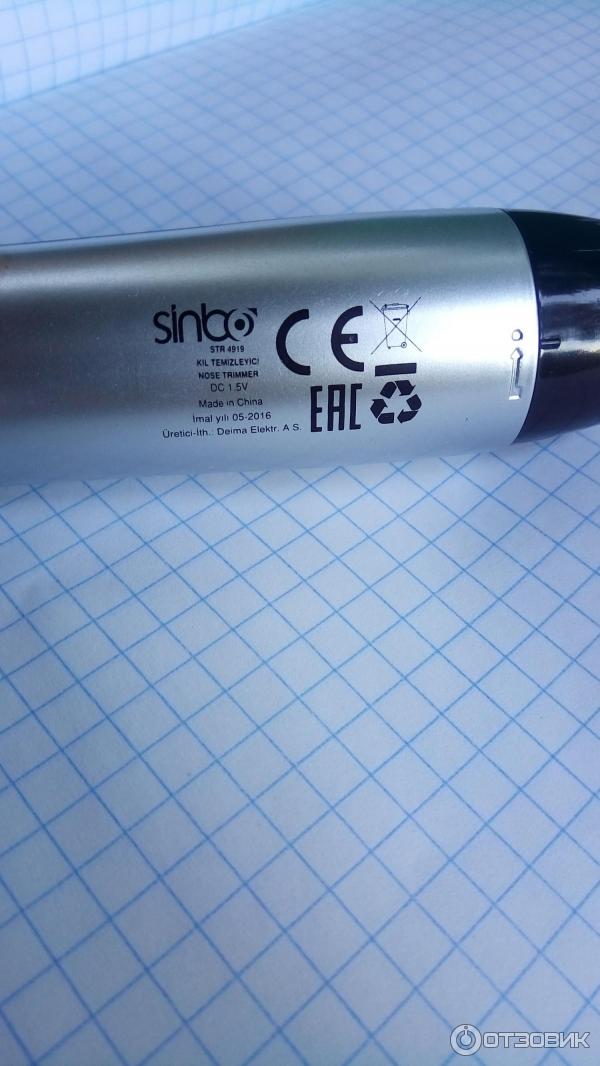 sinbo
STR 4919
KIL TEMIZLEYICI
NOSE TRIMMER
DC 1.5V
Made in China
İmal yılı 05-2016
Üretici-İth.: Deima Elektr. A.S.
CE
EAC
ОТЗОВИК